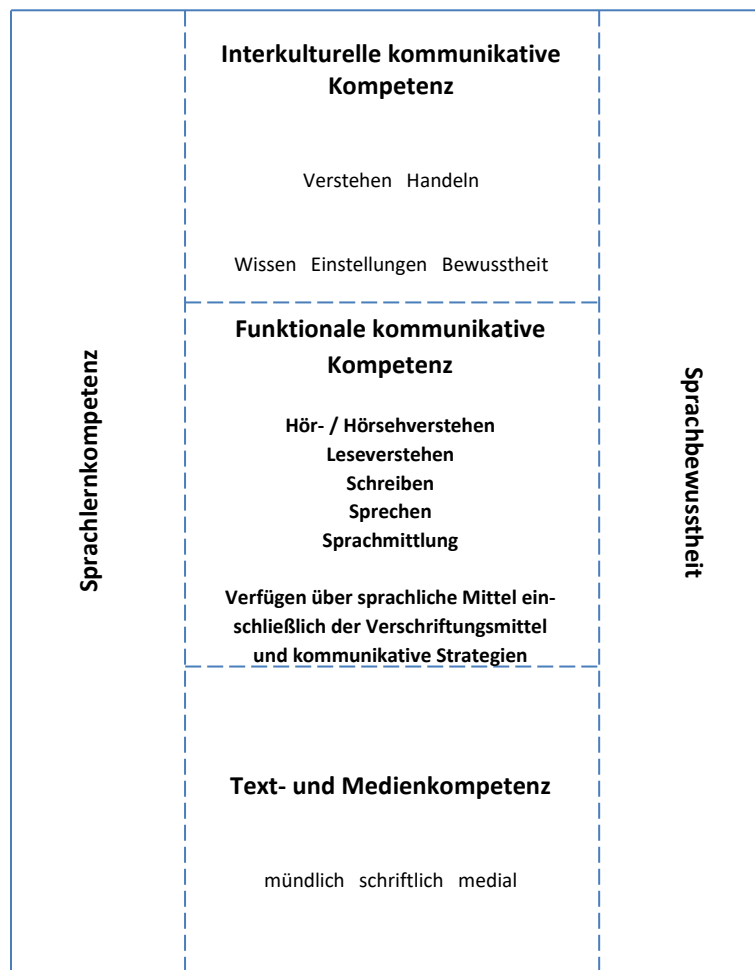 Sprachlernkompetenz
Interkulturelle kommunikative
Kompetenz
Verstehen Handeln
Wissen Einstellungen Bewusstheit
Funktionale kommunikative
Kompetenz
Hör- / Hörsehverstehen
Leseverstehen
Schreiben
Sprechen
Sprachmittlung
Verfügen über sprachliche Mittel ein-
schließlich der Verschriftungsmittel
und kommunikative Strategien
Text- und Medienkompetenz
mündlich schriftlich medial
Sprachbewusstheit